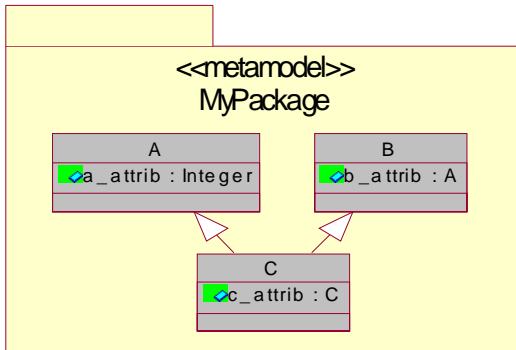 <<metamodel>>
MyPackage
A
B
a_attrib : Integer
b_attrib : A
C
c_attrib : C